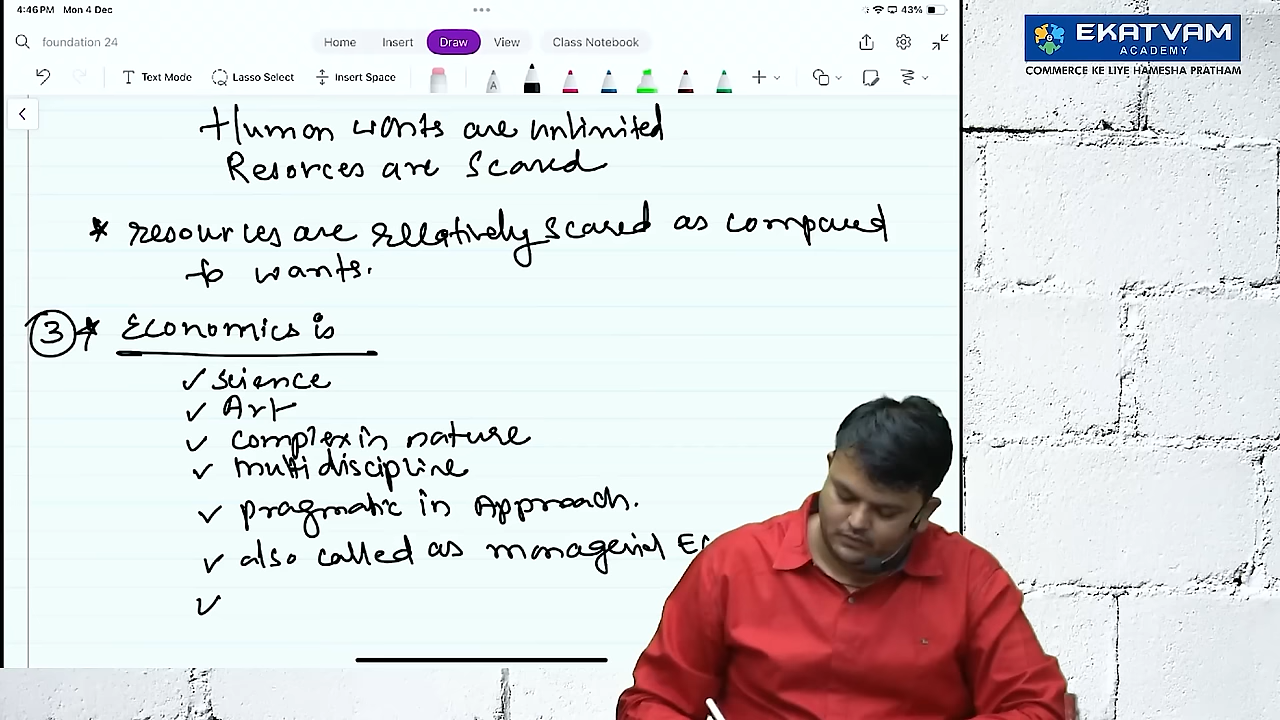 4:46 PM Mon 4 Dec
43%
foundation 24
Home Insert Draw View Class Notebook
Text Mode Lasso Select Insert Space
EKATVAM
ACADEMY
COMMERCE KE LIYE HAMESHA PRATHAM
Human wants are unlimited
Resorces are Scared
* resources are relatively scared as compared
to wants.
3 * Economics is
✓ science
✓ Art
✓ complex in nature
✓ multi discipline
✓ pragmatic in Approach.
✓ also called as managerial
✓